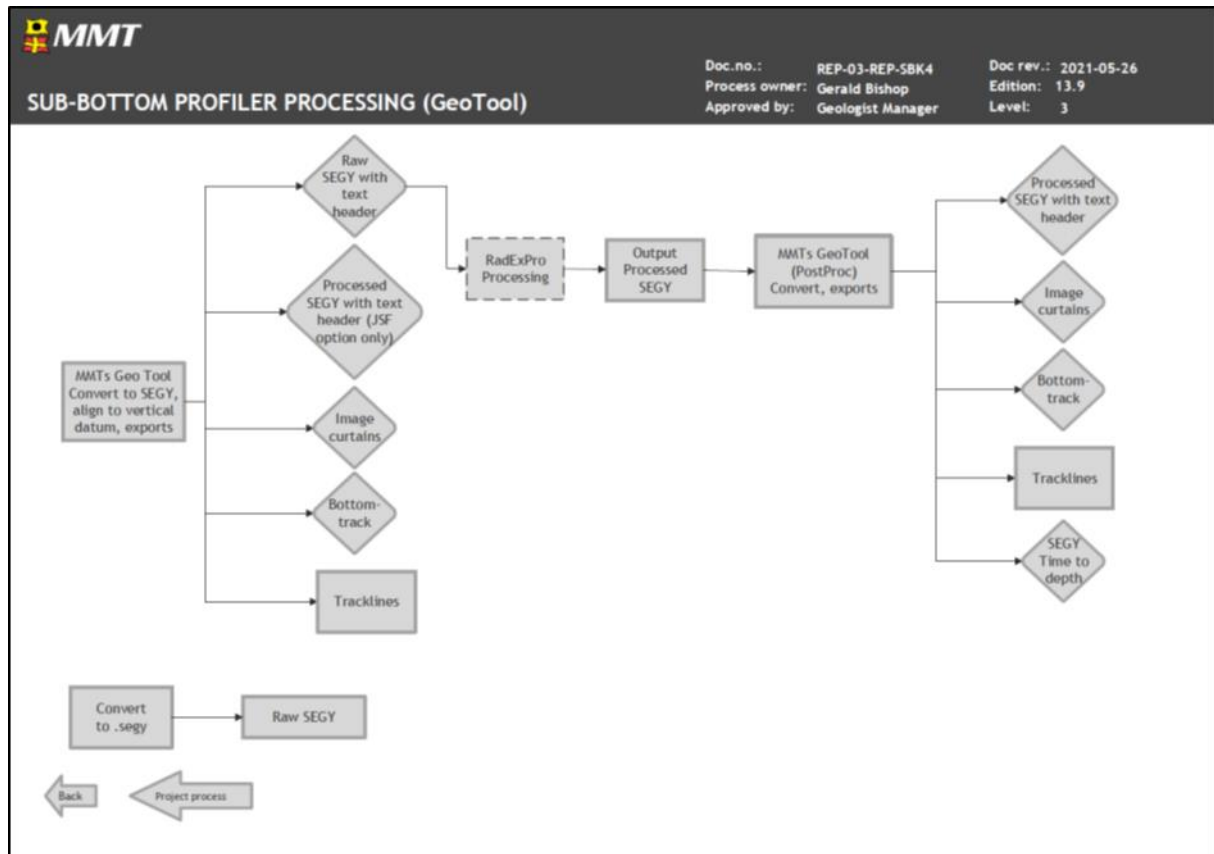 MMT
Doc.no.: REP-03-REP-SBK4 Doc rev.: 2021-05-26
Process owner: Gerald Bishop Edition: 13.9
SUB-BOTTOM PROFILER PROCESSING (GeoTool)
Approved by: Geologist Manager Level: 3
Raw
SEGY with
text
header
Processed
SEGY with text
header (JSF
option only)
MMTs Geo Tool
Convert to SEGY,
align to vertical
datum, exports
Image
curtains
Bottom-
track
Tracklines
RadExPro
Processing
Output
Processed
SEGY
MMTs GeoTool
(PostProc)
Convert, exports
Processed
SEGY with text
header
Image
curtains
Bottom-
track
Tracklines
SEGY
Time to
depth
Convert
to .segy
Raw SEGY
Back
Project process